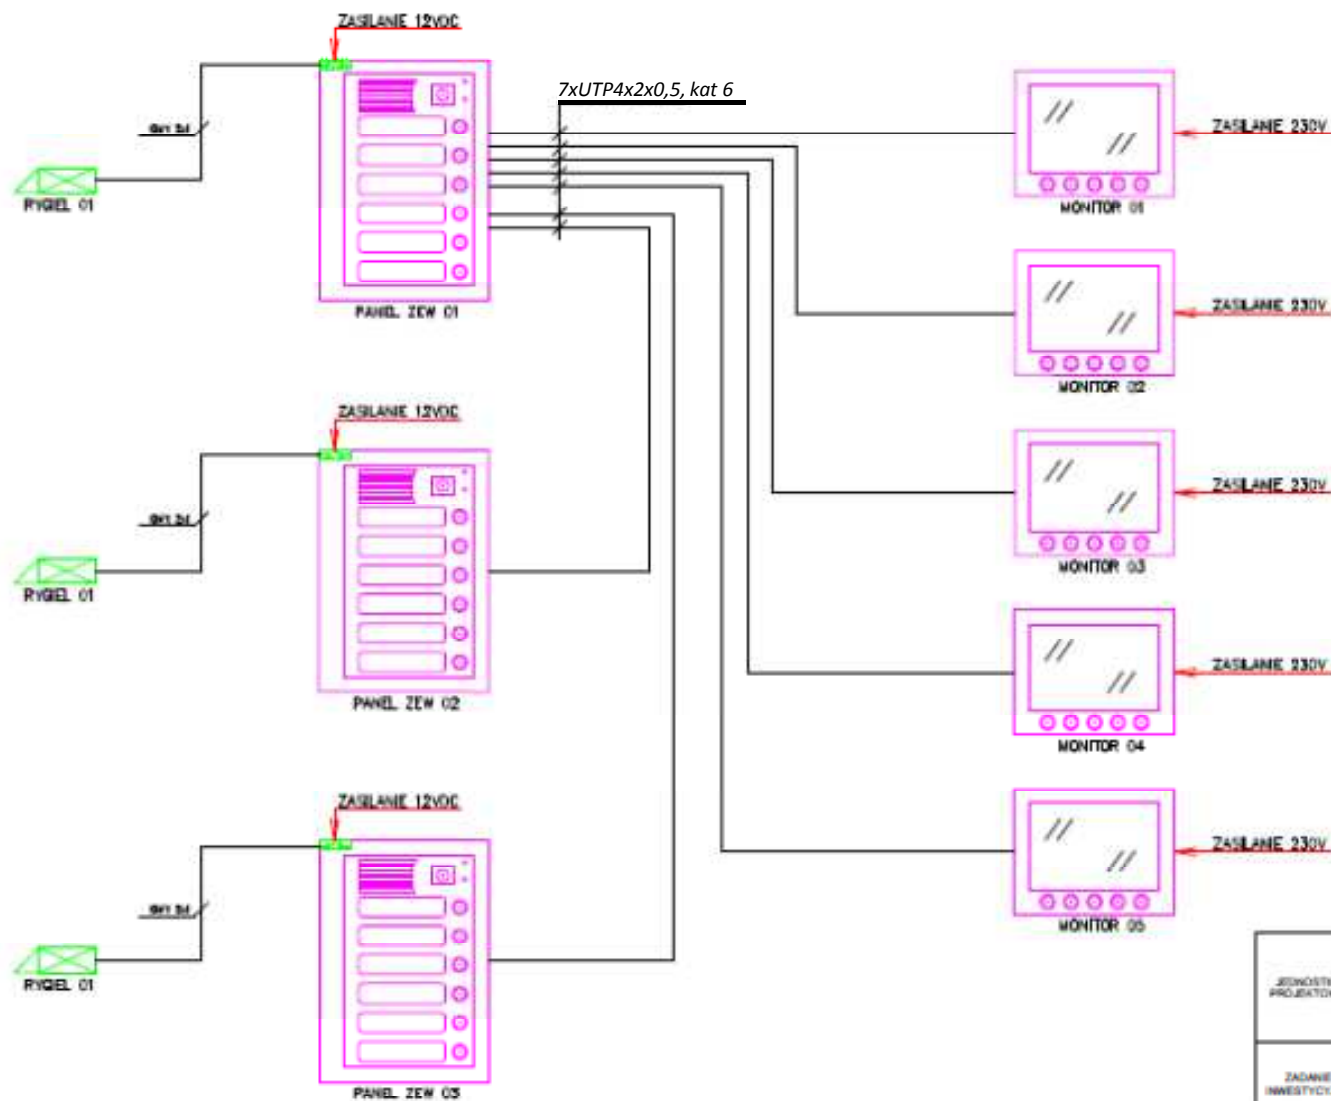 ZASILANIE 12VDC
7xUTP4x2x0,5, kat 6
ZASILANIE 230V
RYGIEL 01
MONITOR 01
PANEL ZEW 01
ZASILANIE 230V
MONITOR 02
ZASILANIE 12VDC
ZASILANIE 230V
RYGIEL 01
MONITOR 03
PANEL ZEW 02
ZASILANIE 230V
MONITOR 04
ZASILANIE 12VDC
ZASILANIE 230V
MONITOR 05
RYGIEL 01
PANEL ZEW 03
ZADANIE